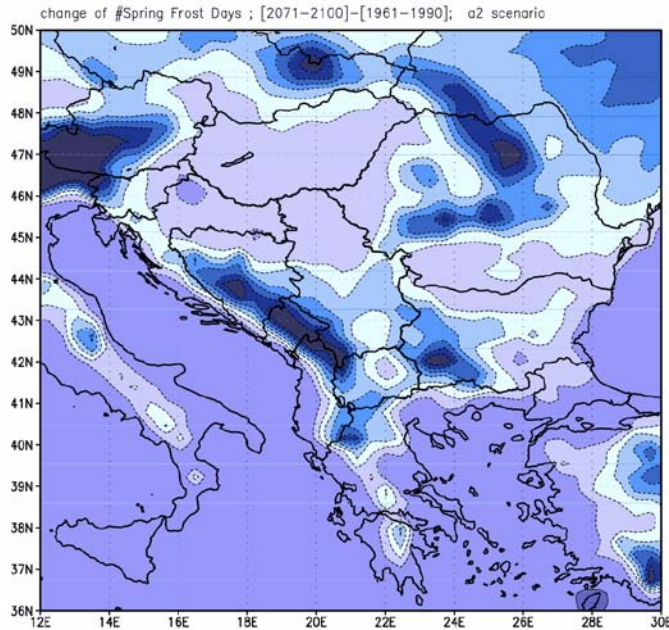 change of #Spring Frost Days ; [2071-2100]-[1961-1990]; a2 scenario
50N
49N
48N
47N
46N
45N
44N
43N
42N
41N
40N
39N
38N
37N
36N
12E 14E 16E 18E 20E 22E 24E 26E 28E